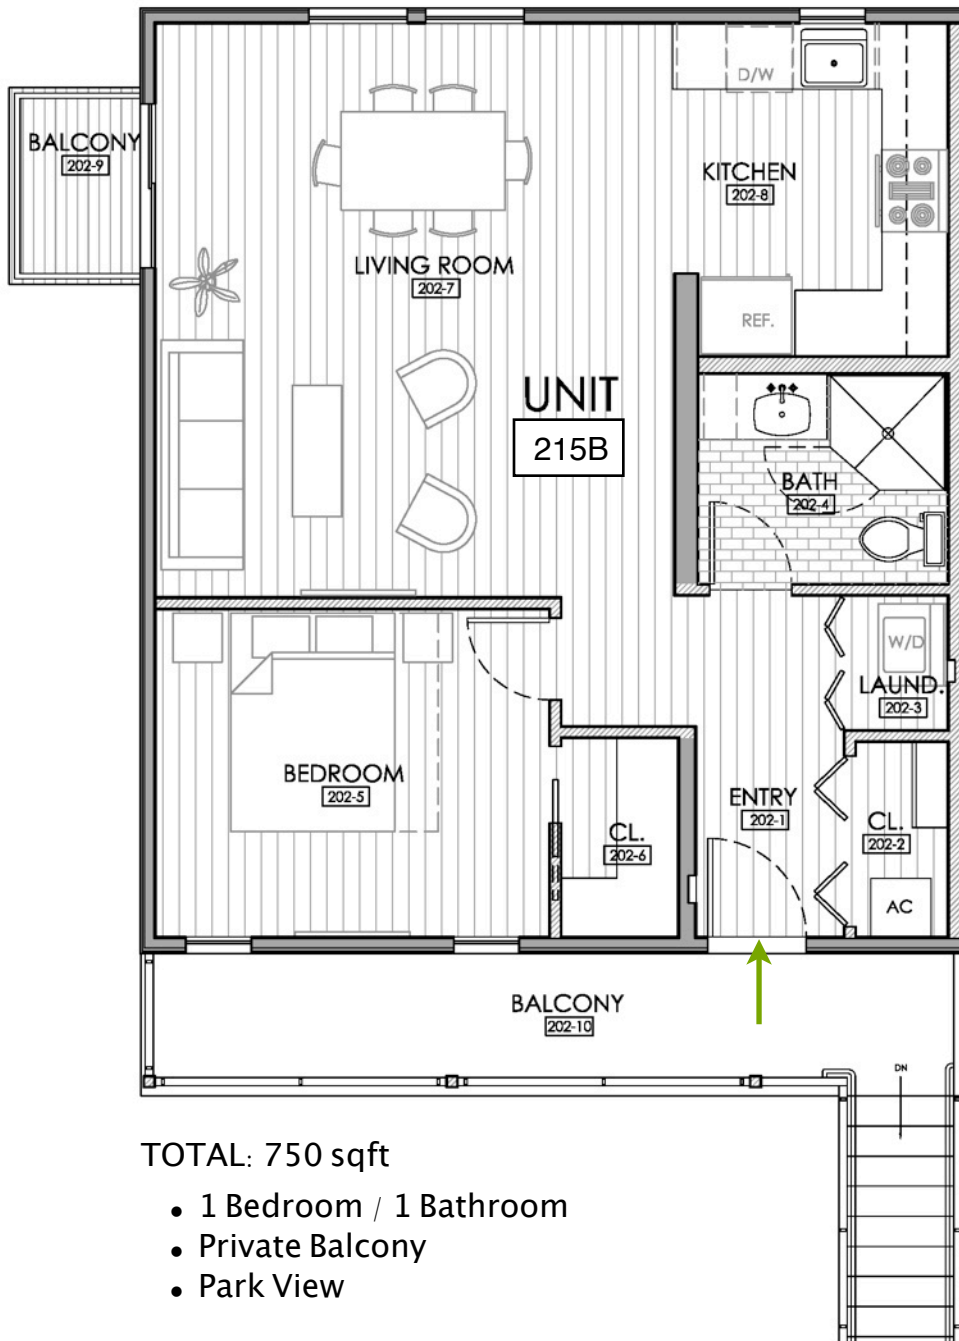 D/W
BALCONY
202-9
KITCHEN
202-8
LIVING ROOM
202-7
REF.
UNIT
215B
BATH
202-4
W/D
LAUND.
202-3
BEDROOM
202-5
ENTRY
202-1
CL.
202-6
CL.
202-2
AC
BALCONY
202-10
DN
TOTAL: 750 sqft
• 1 Bedroom / 1 Bathroom
• Private Balcony
• Park View